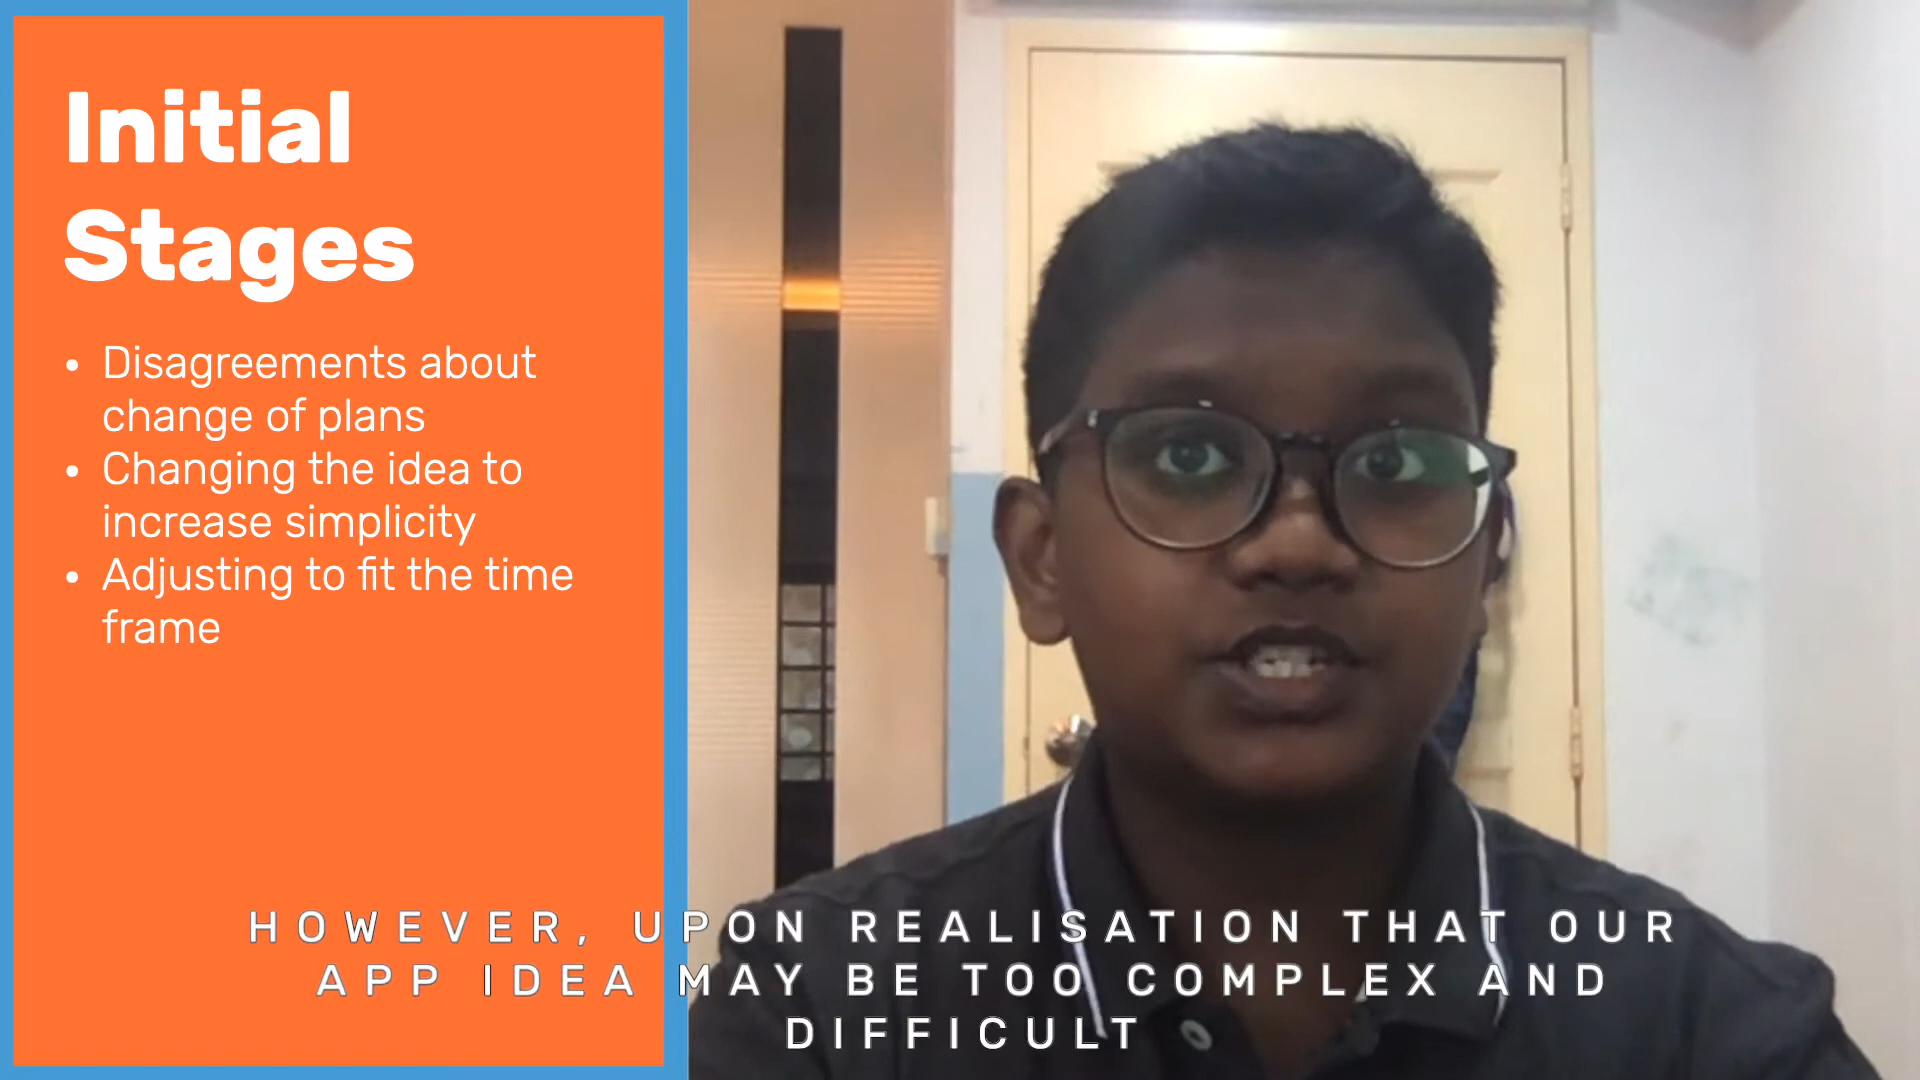 Initial
Stages
• Disagreements about
change of plans
• Changing the idea to
increase simplicity
• Adjusting to fit the time
frame
HOWEVER, UPON REALISATION THAT OUR
APP IDEA MAY BE TOO COMPLEX AND
DIFFICULT